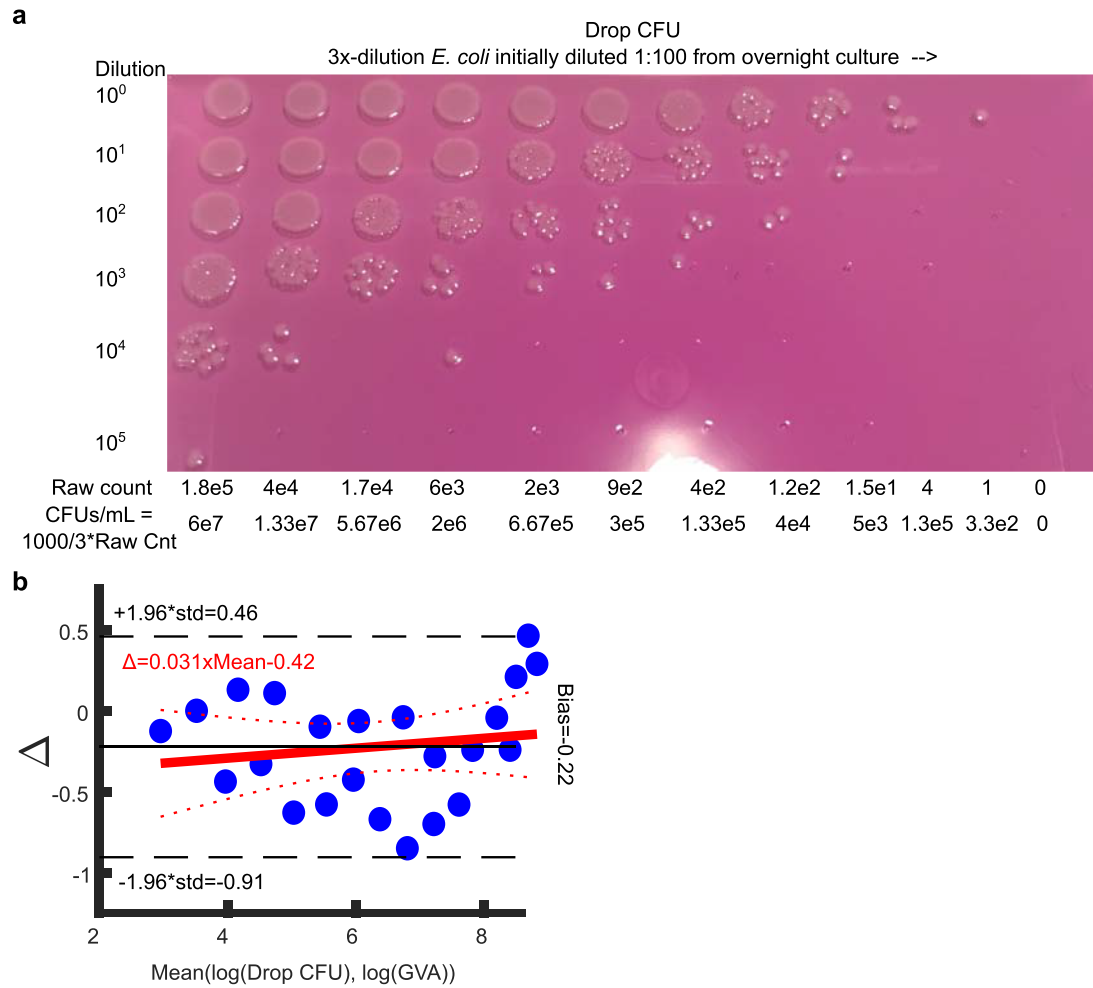 a
Drop CFU
3x-dilution E. coli initially diluted 1:100 from overnight culture -->
Dilution
10⁰
10¹
10²
10³
10⁴
10⁵
Raw count 1.8e5 4e4 1.7e4 6e3 2e3 9e2 4e2 1.2e2 1.5e1 4 1 0
CFUs/mL =
1000/3*Raw Cnt
6e7 1.33e7 5.67e6 2e6 6.67e5 3e5 1.33e5 4e4 5e3 1.3e5 3.3e2 0
b
+1.96*std=0.46
Δ=0.031xMean-0.42
0.5
0
-0.5
-1
Δ
Bias=-0.22
-1.96*std=-0.91
2 4 6 8
Mean(log(Drop CFU), log(GVA))